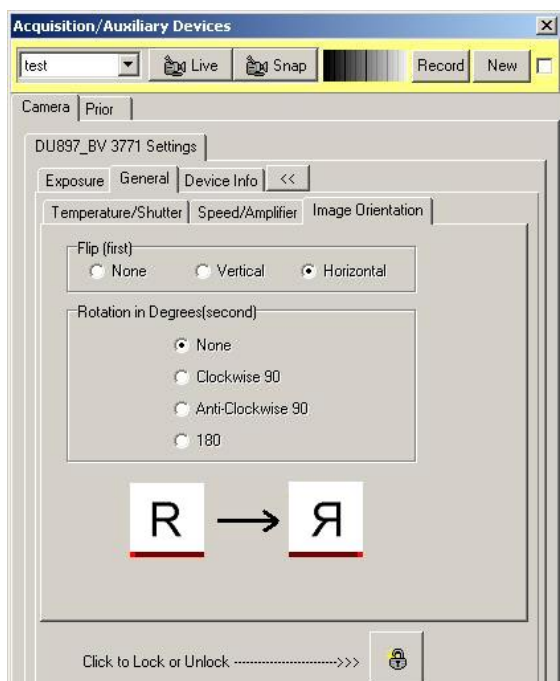 Acquisition/Auxiliary Devices
test Live Snap Record New
Camera Prior
DU897_BV 3771 Settings
Exposure General Device Info <<
Temperature/Shutter Speed/Amplifier Image Orientation
Flip (first)
None Vertical Horizontal
Rotation in Degrees(second)
None
Clockwise 90
Anti-Clockwise 90
180
R Я
Click to Lock or Unlock -------------------------->>>